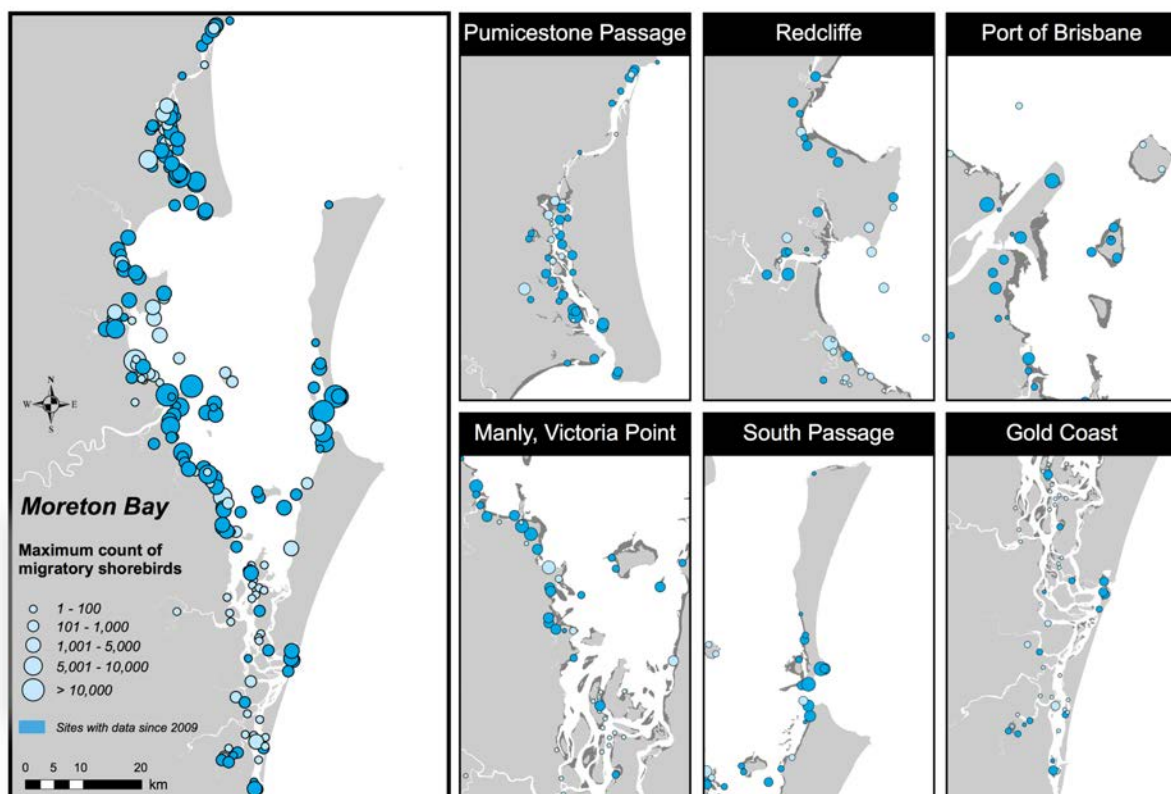 N
W
E
S
Moreton Bay
Maximum count of
migratory shorebirds
1 - 100
101 - 1,000
1,001 - 5,000
5,001 - 10,000
> 10,000
Sites with data since 2009
0 5 10 20
km
Pumicestone Passage
Redcliffe
Port of Brisbane
Manly, Victoria Point
South Passage
Gold Coast